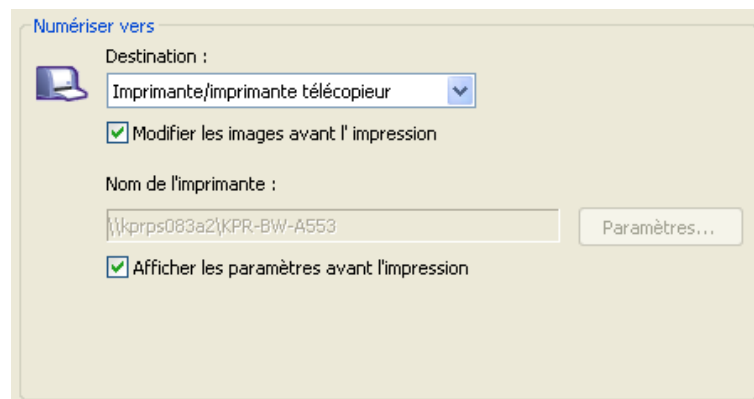 Numériser vers
Destination :
Imprimante/imprimante télécopieur
Modifier les images avant l' impression
Nom de l'imprimante :
\\kprps083a2\KPR-BW-A553
Paramètres...
Afficher les paramètres avant l'impression